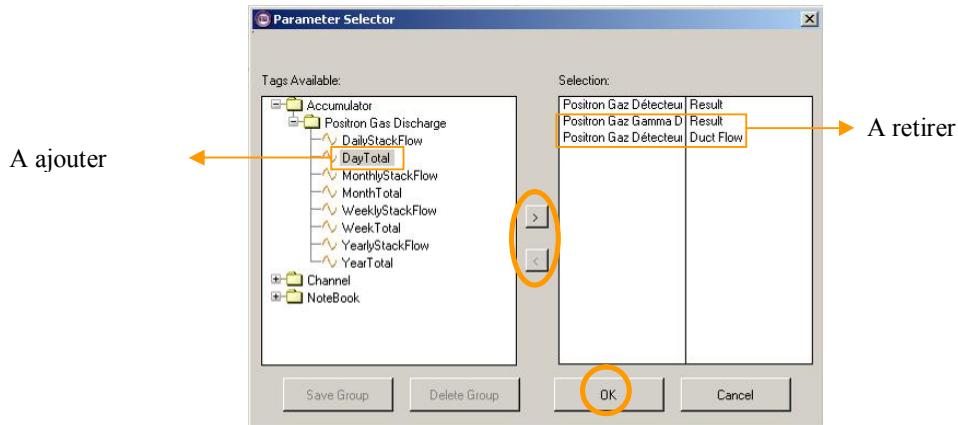 Parameter Selector
Tags Available:
Selection:
Accumulator
Positron Gas Discharge
DailyStackFlow
DayTotal
MonthlyStackFlow
MonthTotal
WeeklyStackFlow
WeekTotal
YearlyStackFlow
YearTotal
Channel
NoteBook
Positron Gaz Détecteur Result
Positron Gaz Gamma D Result
Positron Gaz Détecteur Duct Flow
A ajouter
A retirer
>
<
Save Group
Delete Group
OK
Cancel